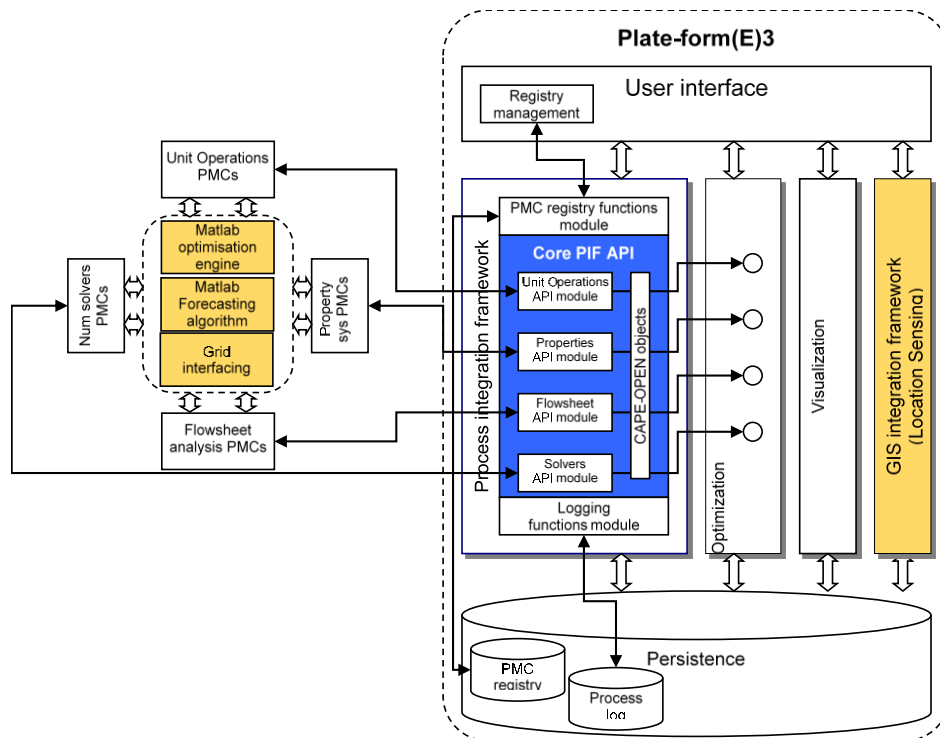 Plate-form(E)3
User interface
Registry
management
Unit Operations
PMCs
Matlab
optimisation
engine
Matlab
Forecasting
algorithm
Grid
interfacing
Num solvers
PMCs
Property
sys PMCs
Flowsheet
analysis PMCs
Process integration framework
PMC registry functions
module
Core PIF API
Unit Operations
API module
Properties
API module
Flowsheet
API module
Solvers
API module
CAPE-OPEN objects
Logging
functions module
Optimization
Visualization
GIS integration framework
(Location Sensing)
Persistence
PMC
registry
Process
log